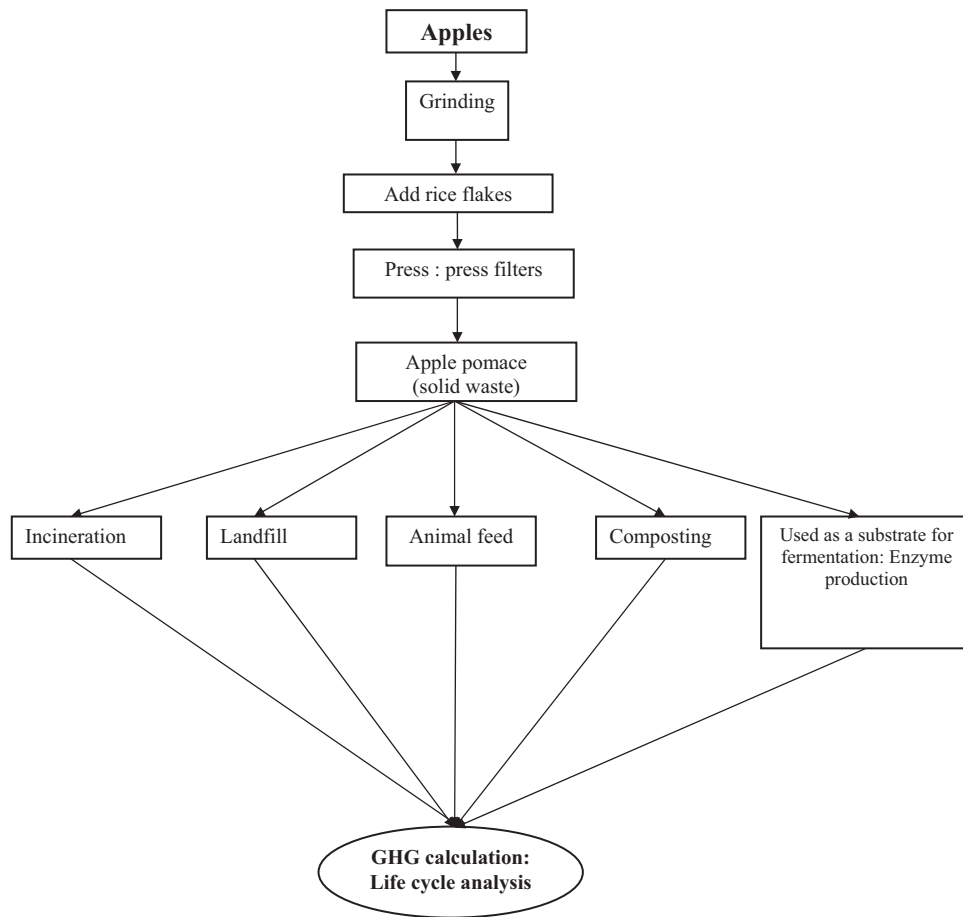 Apples
Grinding
Add rice flakes
Press : press filters
Apple pomace
(solid waste)
Incineration
Landfill
Animal feed
Composting
Used as a substrate for
fermentation: Enzyme
production
GHG calculation:
Life cycle analysis